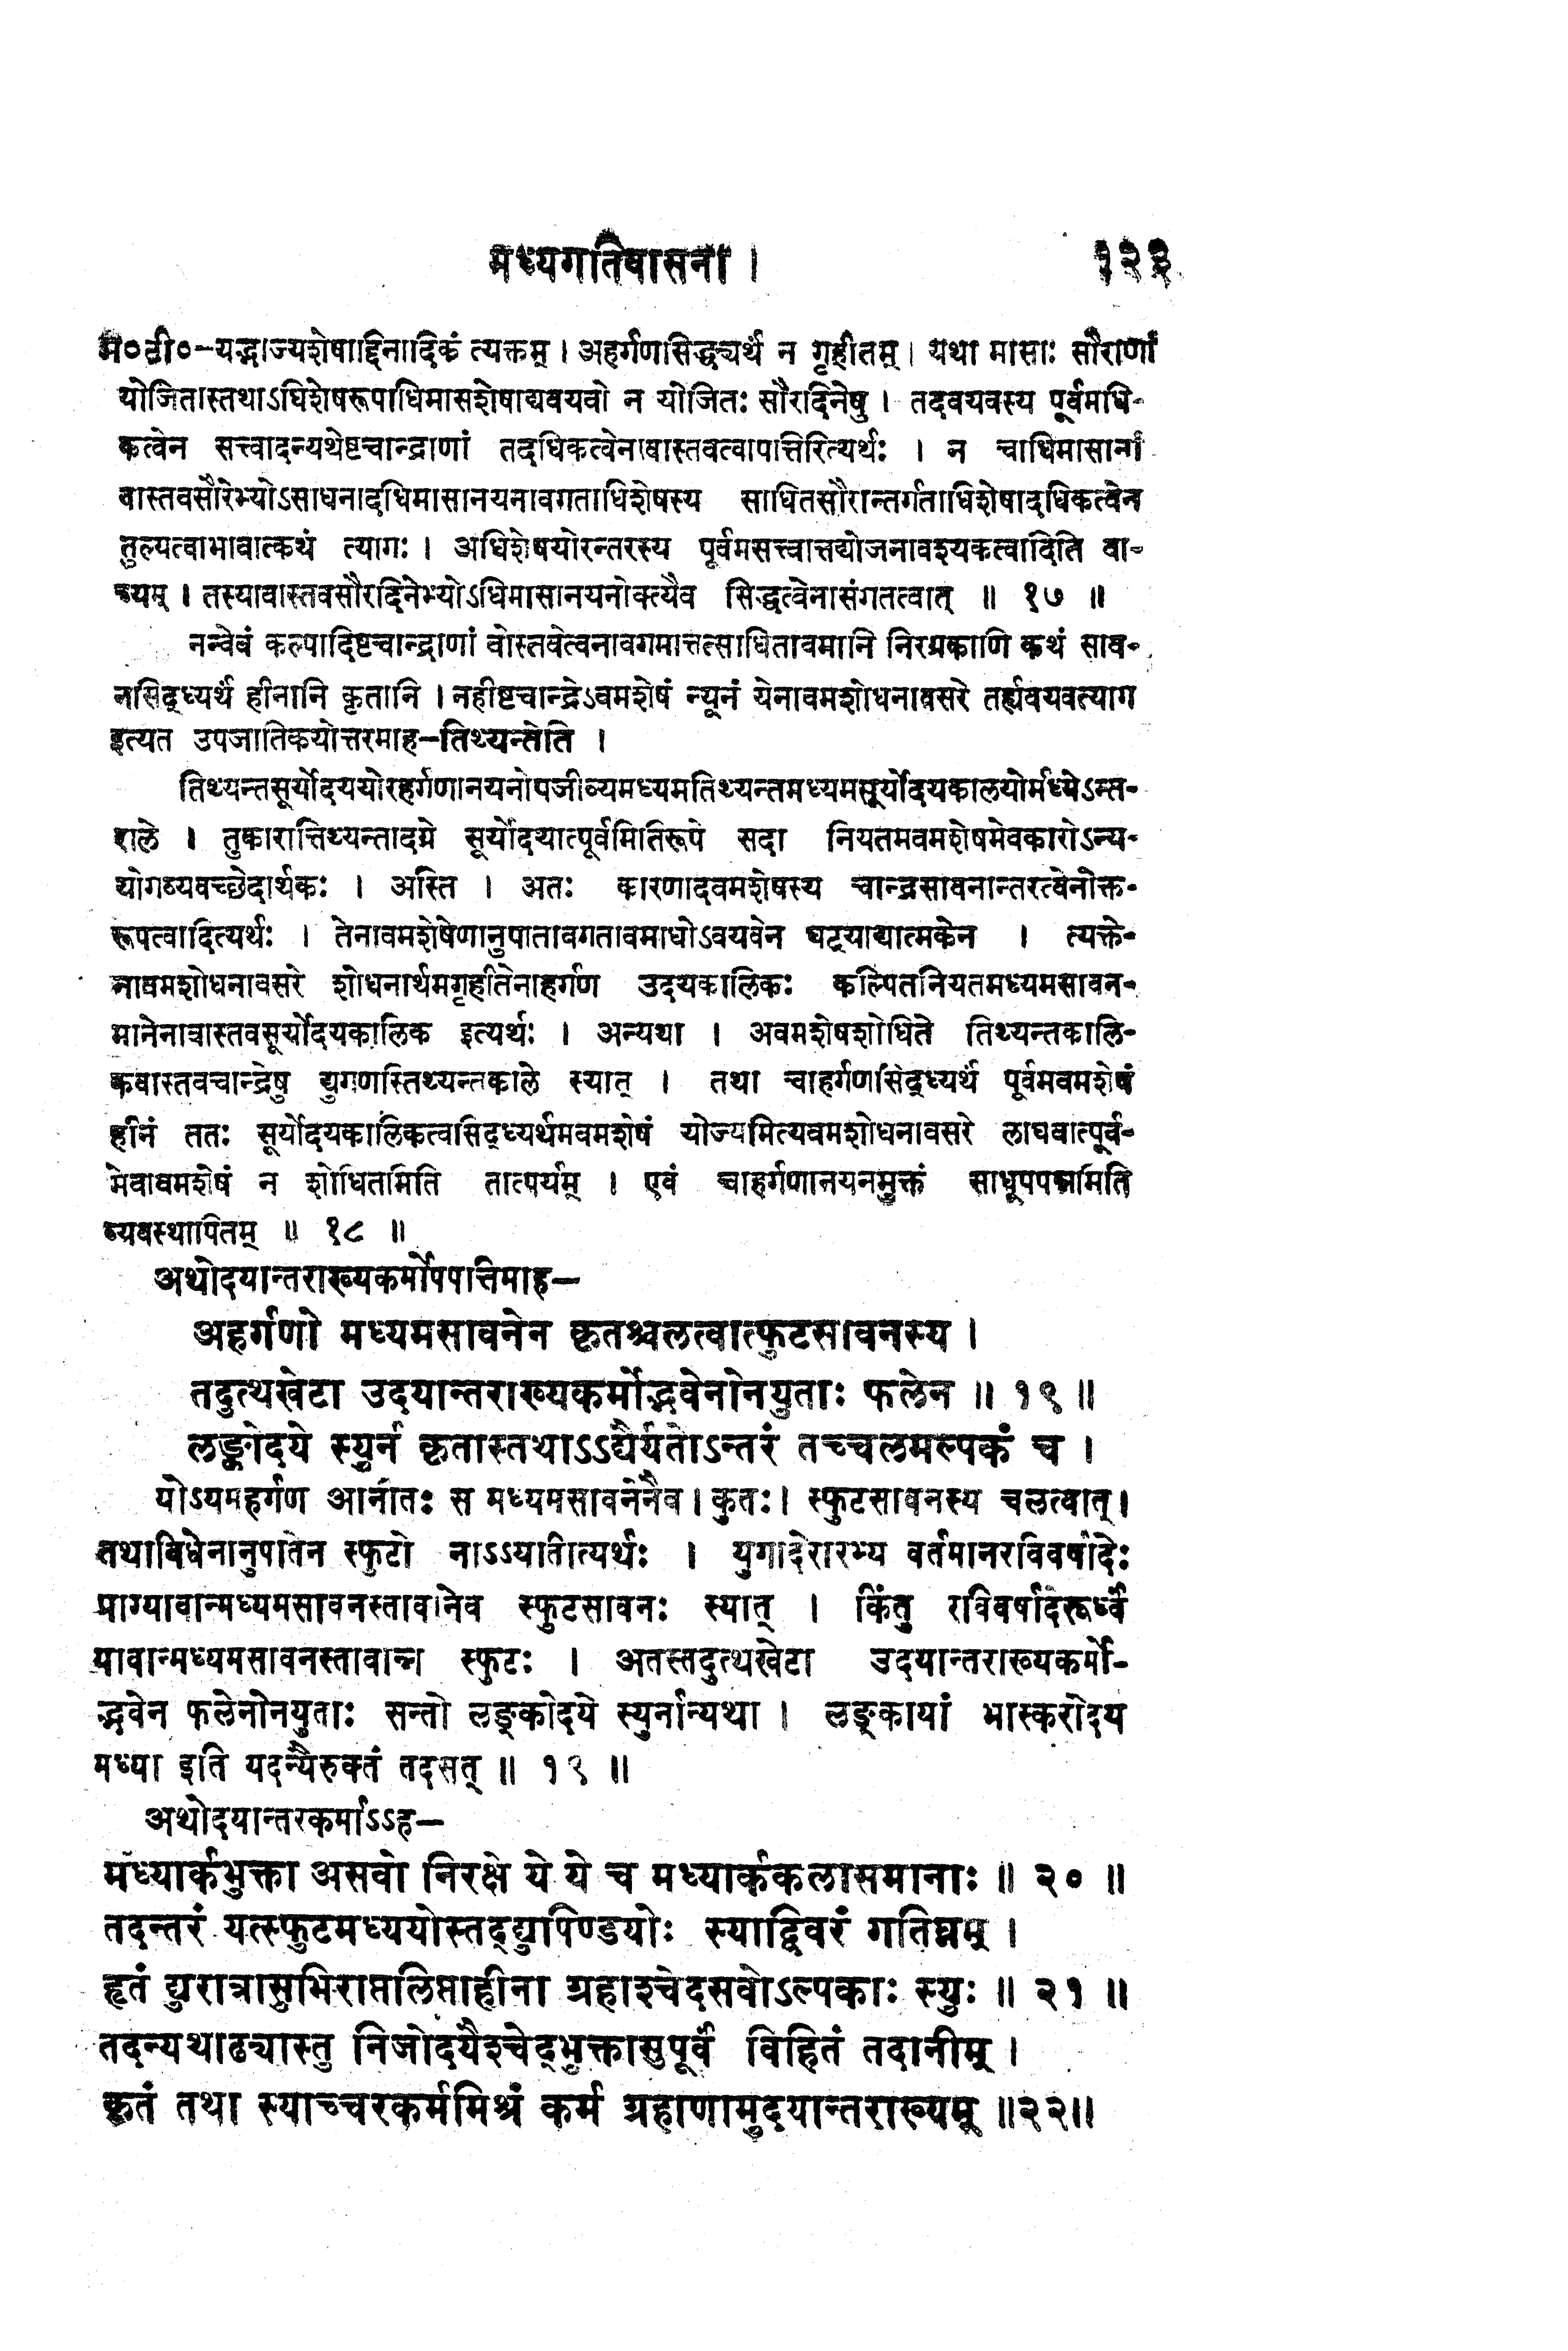 मध्यगतिवासना । १२३
म०टी०-यद्भाज्यशेषाद्दिनादिकं त्यक्तम् । अहर्गणसिद्ध्यर्थं न गृहीतम् । यथा मासाः सौराणां
योजितास्तथाऽधिशेषरूपाधिमासशेषाद्यवयवो न योजितः सौरदिनेषु । तदवयवस्य पूर्वमधि-
कत्वेन सत्त्वादन्यथेष्टचान्द्राणां तदधिकत्वेनावास्तवत्वापात्तिरित्यर्थः । न चाधिमासानां
वास्तवसौरेभ्योऽसाधनादधिमासानयनावगताधिशेषस्य साधितसौरान्तर्गताधिशेषादधिकत्वेन
तुल्यत्वाभावात्कथं त्यागः । अधिशेषयोरन्तरस्य पूर्वमसत्त्वात्तद्योजनावश्यकत्वादिति वा-
च्यम् । तस्यावास्तवसौरदिनेभ्योऽधिमासानयनोक्त्यैव सिद्धत्वेनासंगतत्वात् ॥ १७ ॥
नन्वेवं कल्पादिष्टचान्द्राणां वोस्तवेत्वनावगमात्तत्साधितावमानि निरग्रकाणि कथं साव-
नसिद्ध्यर्थं हीनानि कृतानि । नहीष्टचान्द्रेऽवमशेषं न्यूनं येनावमशोधनावसरे तर्ह्यवयवत्याग
इत्यत उपजातिकयोत्तरमाह-तिथ्यन्तेति ।
तिथ्यन्तसूर्योदययोरहर्गणानयनोपजीव्यमध्यमतिथ्यन्तमध्यमसूर्योदयकालयोर्मध्येऽन्त-
राले । तुकारात्तिथ्यन्तादग्रे सूर्योदयात्पूर्वमितिरूपे सदा नियतमवमशेषमेवकारोऽन्य-
योगव्यवच्छेदार्थकः । अस्ति । अतः कारणादवमशेषस्य चान्द्रसावनान्तरत्वेनोक्त-
रूपत्वादित्यर्थः । तेनावमशेषेणानुपातावगतावमाधोऽवयवेन घट्याद्यात्मकेन । त्यक्ते-
नावमशोधनावसरे शोधनार्थमगृहीतेनाहर्गण उदयकालिकः कल्पितनियतमध्यमसावन-
मानेनावास्तवसूर्योदयकालिक इत्यर्थः । अन्यथा । अवमशेषशोधिते तिथ्यन्तकालि-
कवास्तवचान्द्रेषु द्युगणस्तिथ्यन्तकाले स्यात् । तथा चाहर्गणसिद्ध्यर्थं पूर्वमवमशेषं
हीनं ततः सूर्योदयकालिकत्वसिद्ध्यर्थमवमशेषं योज्यमित्यवमशोधनावसरे लाघवात्पूर्व-
मेवावमशेषं न शोधितमिति तात्पर्यम् । एवं चाहर्गणानयनमुक्तं साधूपपन्नमिति
व्यवस्थापितम् ॥ १८ ॥
अथोदयान्तराख्यकर्मोपपात्तिमाह—
अहर्गणो मध्यमसावनेन कृतश्चलत्वात्स्फुटसावनस्य ।
तदुत्थखेटा उदयान्तराख्यकर्मोद्भवेनोनयुताः फलेन ॥ १९ ॥
लङ्कोदये स्युर्न कृतास्तथाऽऽद्यैर्यतोऽन्तरं तच्चलमल्पकं च ।
योऽयमहर्गण आनीतः स मध्यमसावनेनैव । कुतः । स्फुटसावनस्य चलत्वात् ।
तथाविधेनानुपातेन स्फुटो नाऽऽयातीत्यर्थः । युगादेरारभ्य वर्तमानरविवर्षादेः
प्राग्यावान्मध्यमसावनस्तावानेव स्फुटसावनः स्यात् । किंतु रविवर्षादेरूर्ध्वं
यावान्मध्यमसावनस्तावान्न स्फुटः । अतस्तदुत्थखेटा उदयान्तराख्यकर्मो-
द्भवेन फलेनोनयुताः सन्तो लङ्कोदये स्युर्नान्यथा । लङ्कायां भास्करोदय
मध्या इति यदन्यैरुक्तं तदसत् ॥ १९ ॥
अथोदयान्तरकर्माऽऽह—
मध्यार्कभुक्ता असवो निरक्षे ये ये च मध्यार्ककलासमानाः ॥ २० ॥
तदन्तरं यत्स्फुटमध्ययोस्तद्द्युपिण्डयोः स्याद्विवरं गतिघ्नम् ।
हृतं द्युरात्रासुभिराप्तलिप्ताहीना ग्रहाश्चेदसवोऽल्पकाः स्युः ॥ २१ ॥
तदन्यथाढ्यास्तु निजोदयैश्चेद्भुक्तासुपूर्वं विहितं तदानीम् ।
कृतं तथा स्याच्चरकर्ममिश्रं कर्म ग्रहाणामुदयान्तराख्यम् ॥२२॥